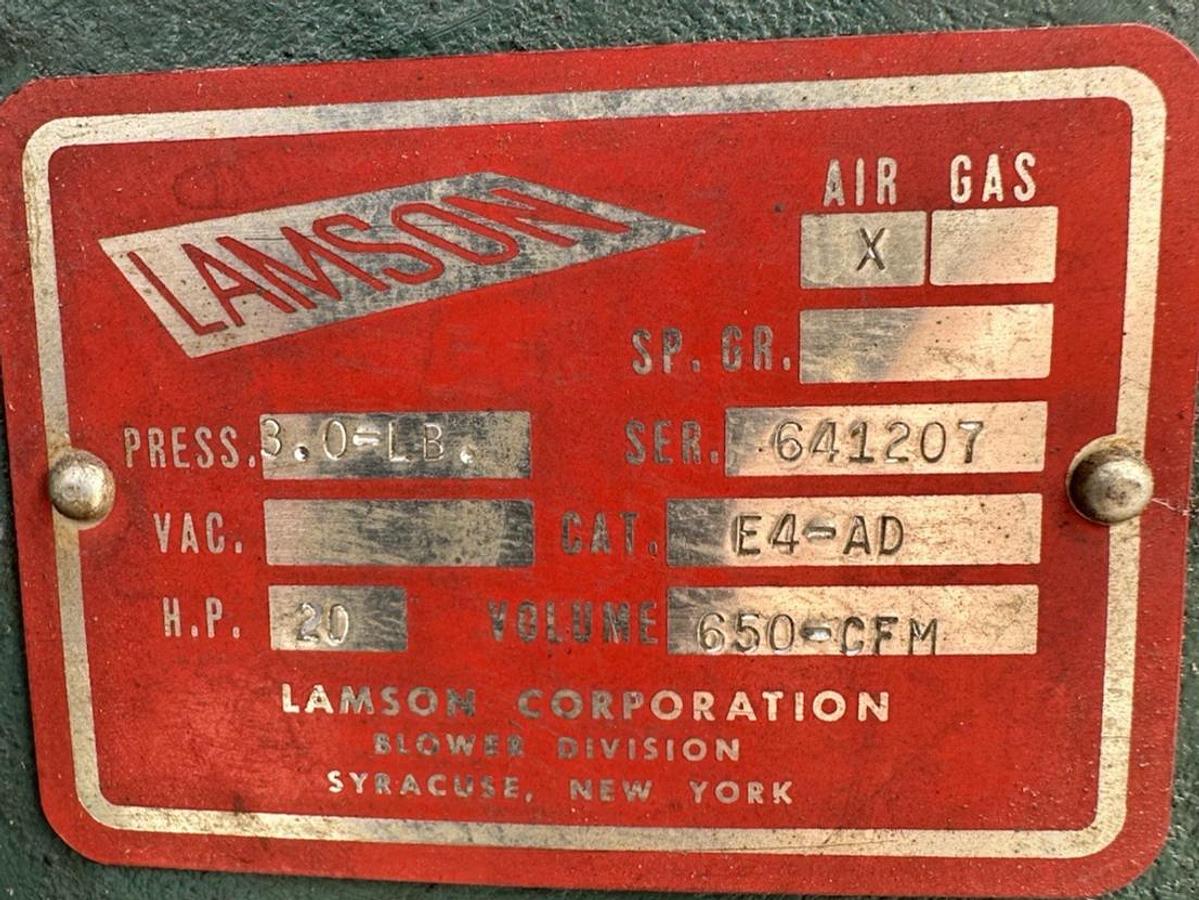 LAMSON
AIR GAS
X
SP. GR.
PRESS. 3.0-LB. SER. 641207
VAC. CAT. E4-AD
H.P. 20 VOLUME 650-CFM
LAMSON CORPORATION
BLOWER DIVISION
SYRACUSE, NEW YORK